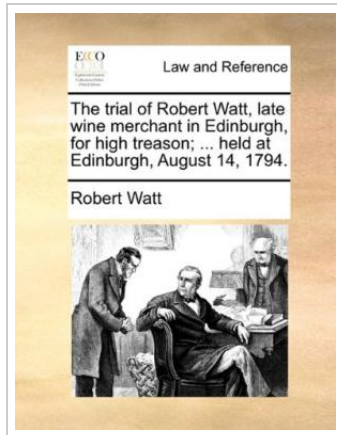 ECCO
Law and Reference
The trial of Robert Watt, late
wine merchant in Edinburgh,
for high treason; ... held at
Edinburgh, August 14, 1794.
Robert Watt